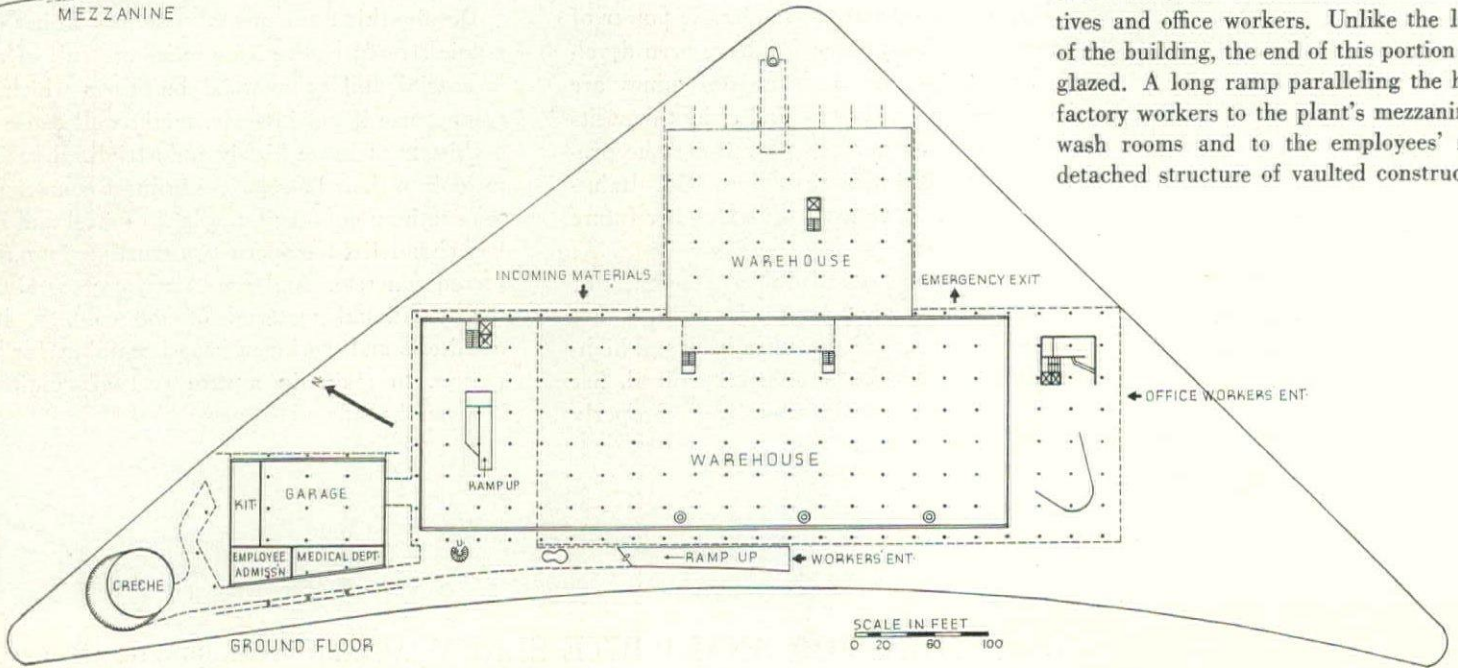 MEZZANINE
tives and office workers. Unlike the l
of the building, the end of this portion
glazed. A long ramp paralleling the h
factory workers to the plant's mezzani
wash rooms and to the employees'
detached structure of vaulted construc
INCOMING MATERIALS
WAREHOUSE
EMERGENCY EXIT
N
OFFICE WORKERS ENT.
WAREHOUSE
RAMP UP
KIT.
GARAGE
EMPLOYEE
ADMISS'N
MEDICAL DEPT.
RAMP UP
WORKERS ENT.
CRECHE
GROUND FLOOR
SCALE IN FEET
0 20 60 100